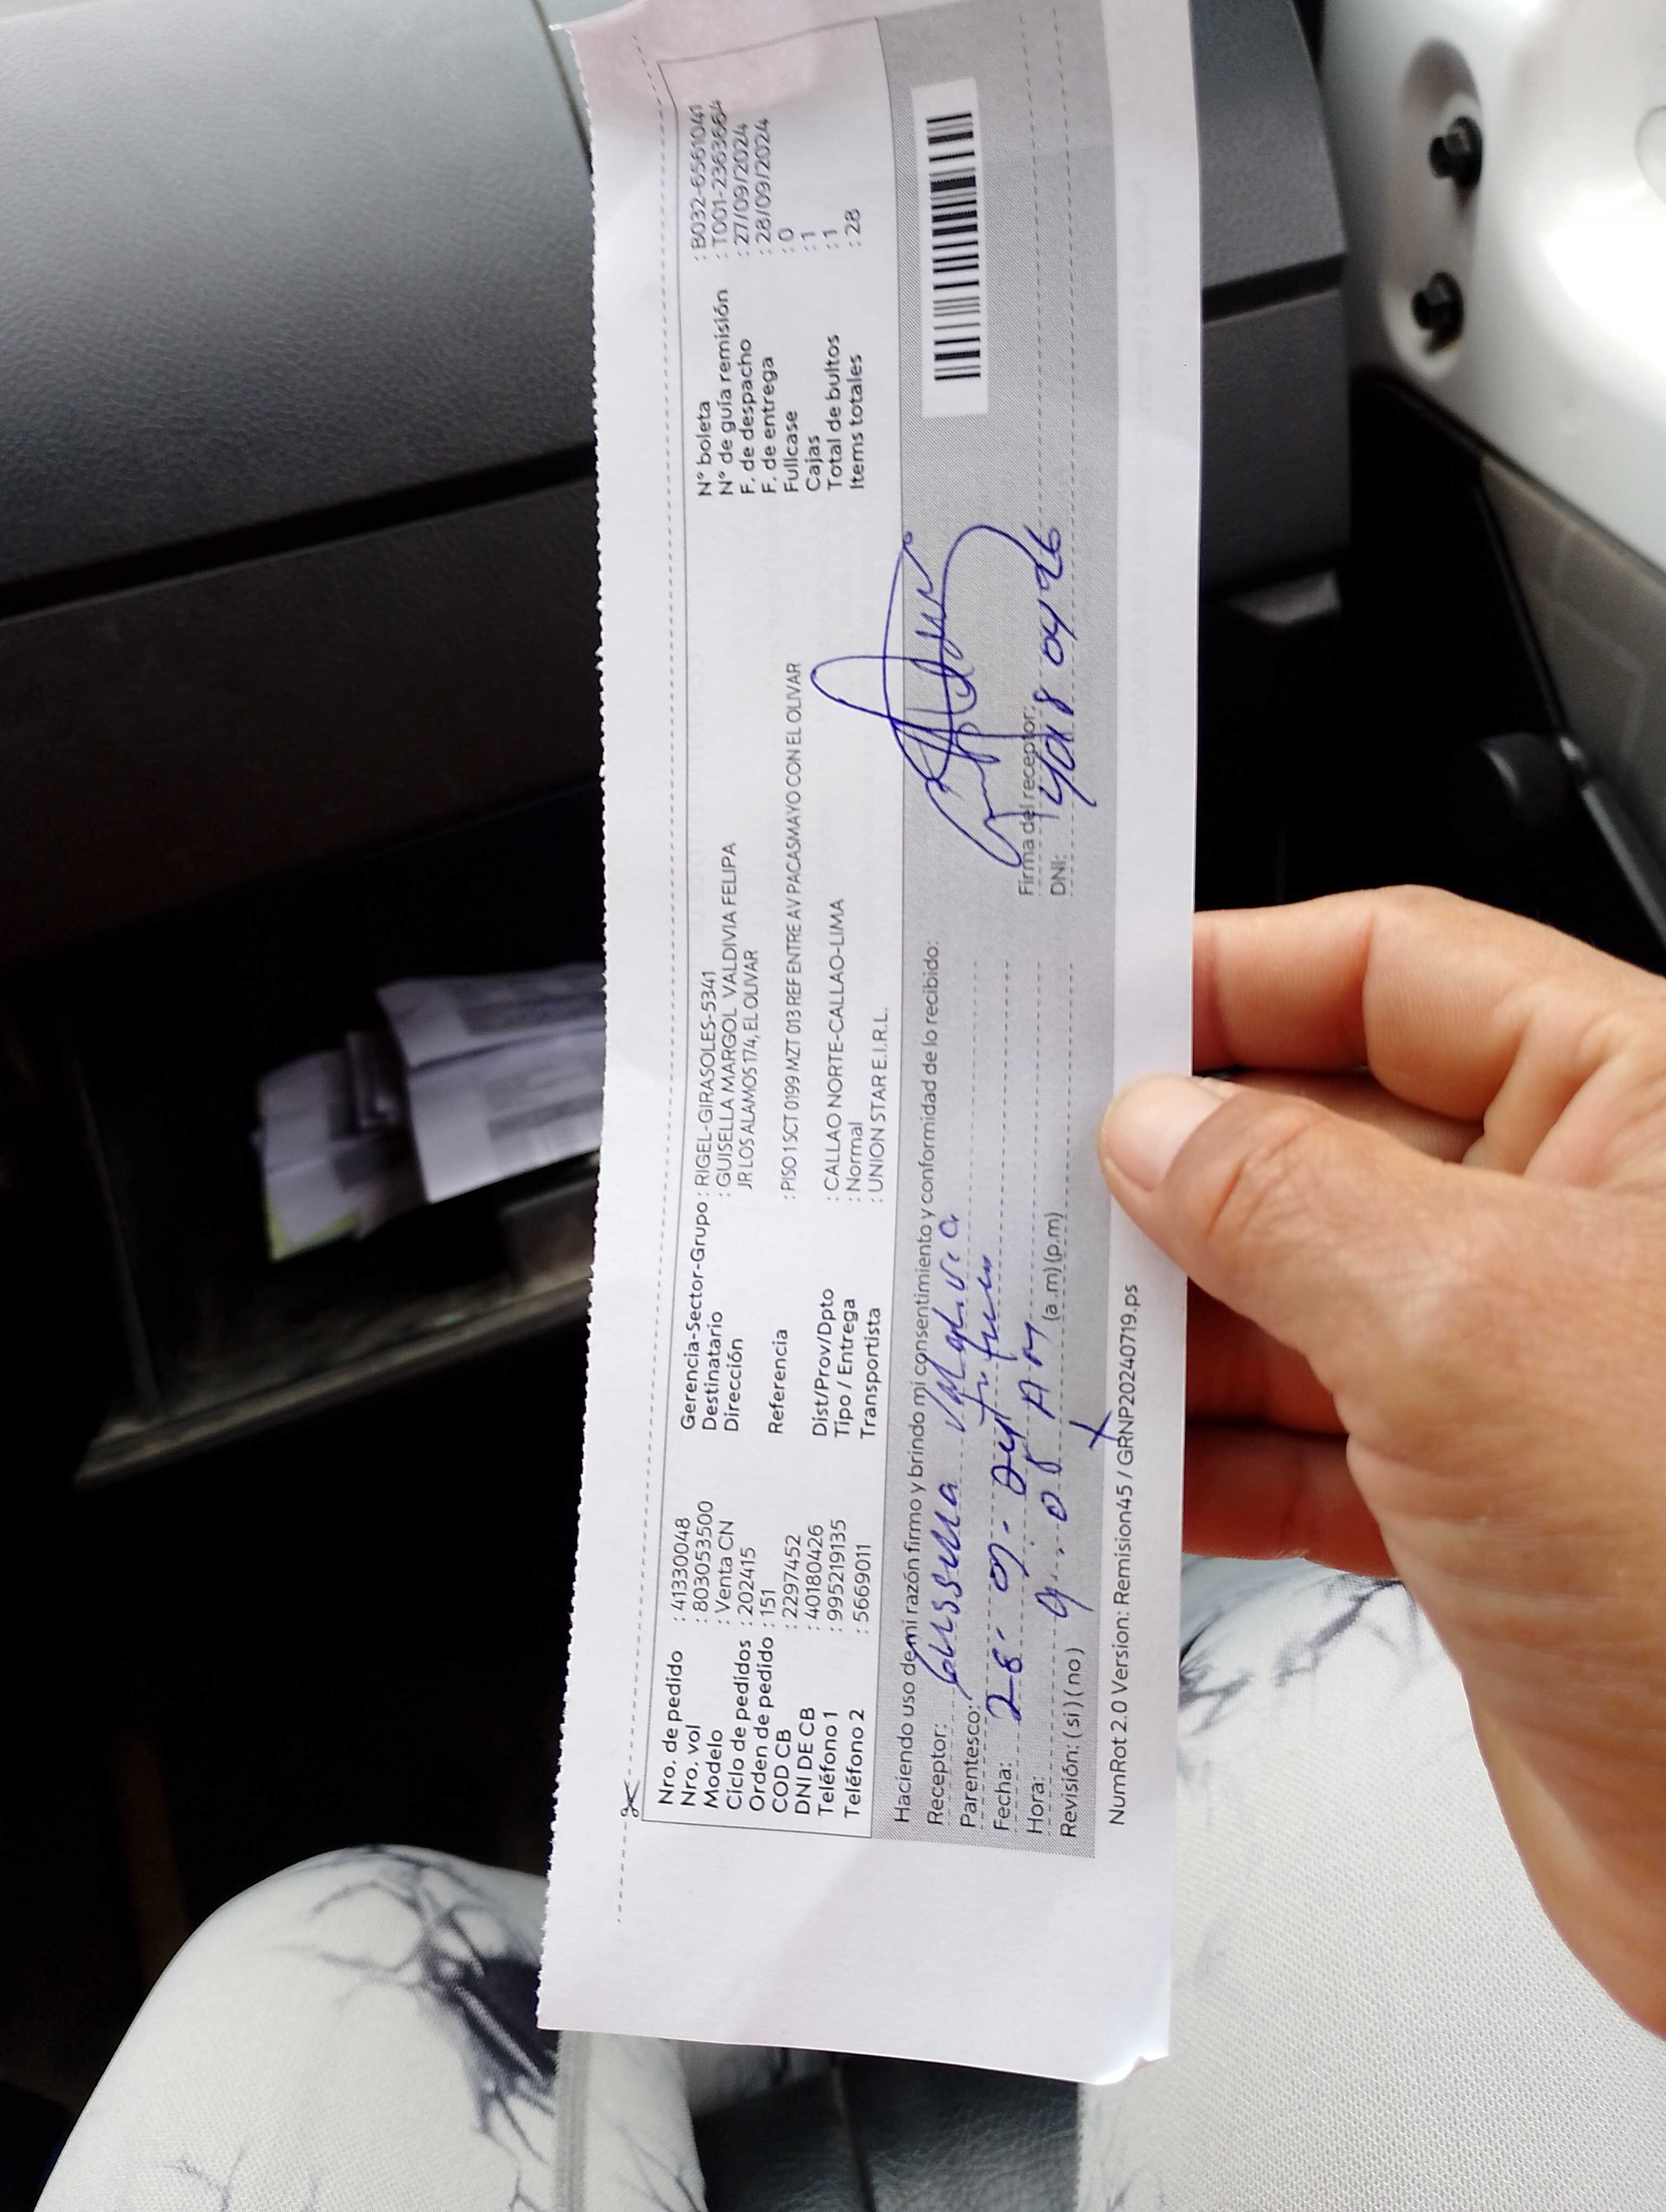 Nro. de pedido : 41330048
Nro. vol : 803053500
Modelo : Venta CN
Ciclo de pedidos : 202415
Orden de pedido : 151
COD CB : 2297452
DNI DE CB : 40180426
Teléfono 1 : 995219135
Teléfono 2 : 5669011
Gerencia-Sector-Grupo : RIGEL-GIRASOLES-5341
Destinatario : GUISELLA MARGOL VALDIVIA FELIPA
Dirección JR LOS ALAMOS 174, EL OLIVAR
Referencia : PISO 1 SCT 0199 MZT 013 REF ENTRE AV PACASMAYO CON EL OLIVAR
Dist/Prov/Dpto : CALLAO NORTE-CALLAO-LIMA
Tipo / Entrega : Normal
Transportista : UNION STAR E.I.R.L.
N° boleta : B032-6561041
N° de guía remisión : T001-2363664
F. de despacho : 27/09/2024
F. de entrega : 28/09/2024
Fullcase : 0
Cajas : 1
Total de bultos : 1
Items totales : 28
Haciendo uso de mi razón firmo y brindo mi consentimiento y conformidad de lo recibido:
Receptor:
Parentesco:
Fecha: 28. 09.
Hora: 9:08 AM
Revisión: (si) (no) (a.m) (p.m)
Firma del receptor:
DNI: 40180426
NumRot 2.0 Version: Remision45 / GRNP20240719.ps